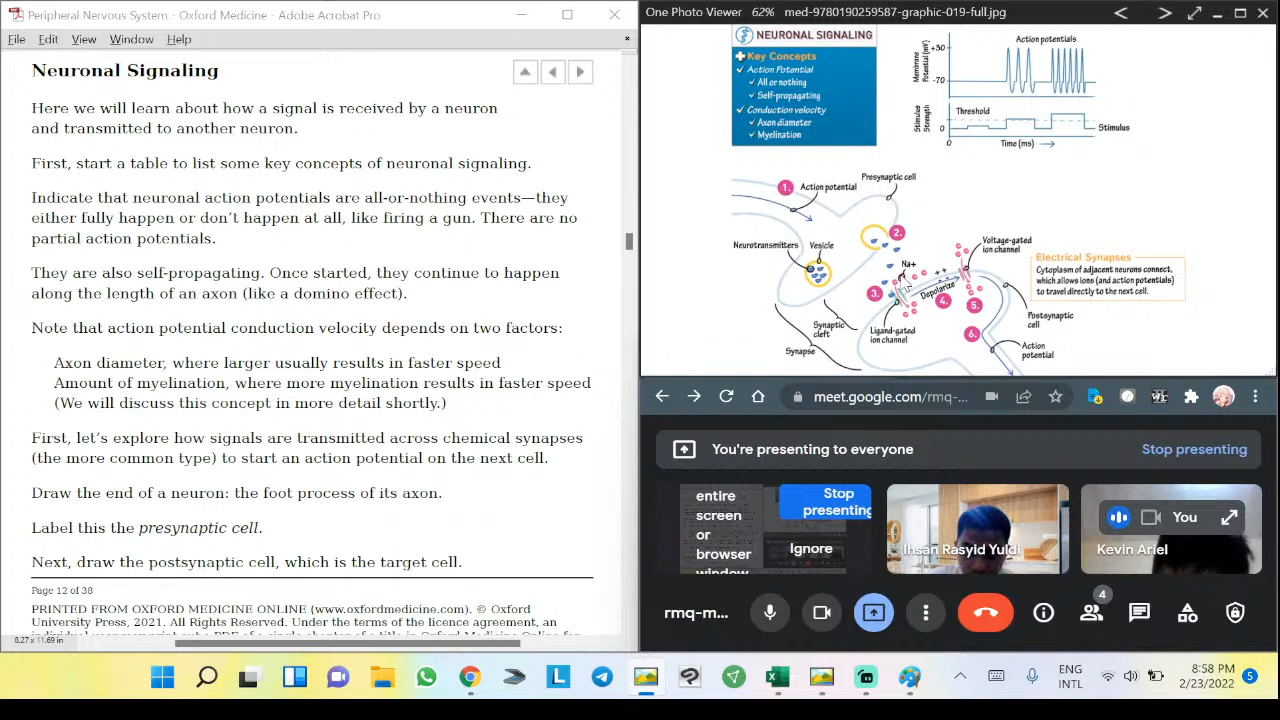 Peripheral Nervous System - Oxford Medicine - Adobe Acrobat Pro
File Edit View Window Help
Neuronal Signaling
Here we will learn about how a signal is received by a neuron
and transmitted to another neuron.
First, start a table to list some key concepts of neuronal signaling.
Indicate that neuronal action potentials are all-or-nothing events—they
either fully happen or don't happen at all, like firing a gun. There are no
partial action potentials.
They are also self-propagating. Once started, they continue to happen
along the length of an axon (like a domino effect).
Note that action potential conduction velocity depends on two factors:
Axon diameter, where larger usually results in faster speed
Amount of myelination, where more myelination results in faster speed
(We will discuss this concept in more detail shortly.)
First, let's explore how signals are transmitted across chemical synapses
(the more common type) to start an action potential on the next cell.
Draw the end of a neuron: the foot process of its axon.
Label this the presynaptic cell.
Next, draw the postsynaptic cell, which is the target cell.
Page 12 of 38
PRINTED FROM OXFORD MEDICINE ONLINE (www.oxfordmedicine.com). © Oxford
University Press, 2021. All Rights Reserved. Under the terms of the licence agreement, an
8.27 x 11.69 in
One Photo Viewer 62% med-9780190259587-graphic-019-full.jpg
NEURONAL SIGNALING
Key Concepts
Action Potential
All or nothing
Self-propagating
Conduction velocity
Axon diameter
Myelination
Action potentials
+30
-70
Membrane
Potential (mV)
Threshold
Stimulus
Strength
0
Stimulus
0
Time (ms)
1.
Action potential
Presynaptic cell
2.
Neurotransmitters
Vesicle
Na+
Voltage-gated
ion channel
++
3.
Depolarize
4.
5.
6.
Synaptic
cleft
Ligand-gated
ion channel
Synapse
Postsynaptic
cell
Action
potential
Electrical Synapses
Cytoplasm of adjacent neurons connect,
which allows ions (and action potentials)
to travel directly to the next cell.
meet.google.com/rmq-...
You're presenting to everyone
Stop presenting
entire
screen
or
browser
window
Stop
presenting
Ignore
Ihsan Rasyid Yuldi
You
Kevin Ariel
rmq-m...
4
ENG
INTL
8:58 PM
2/23/2022
5